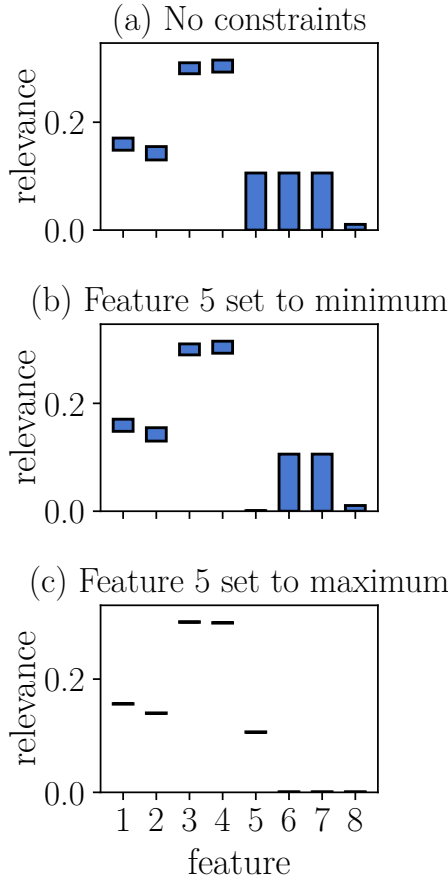 (a) No constraints
relevance
0.2
0.0
(b) Feature 5 set to minimum
relevance
0.2
0.0
(c) Feature 5 set to maximum
relevance
0.2
0.0
1 2 3 4 5 6 7 8
feature